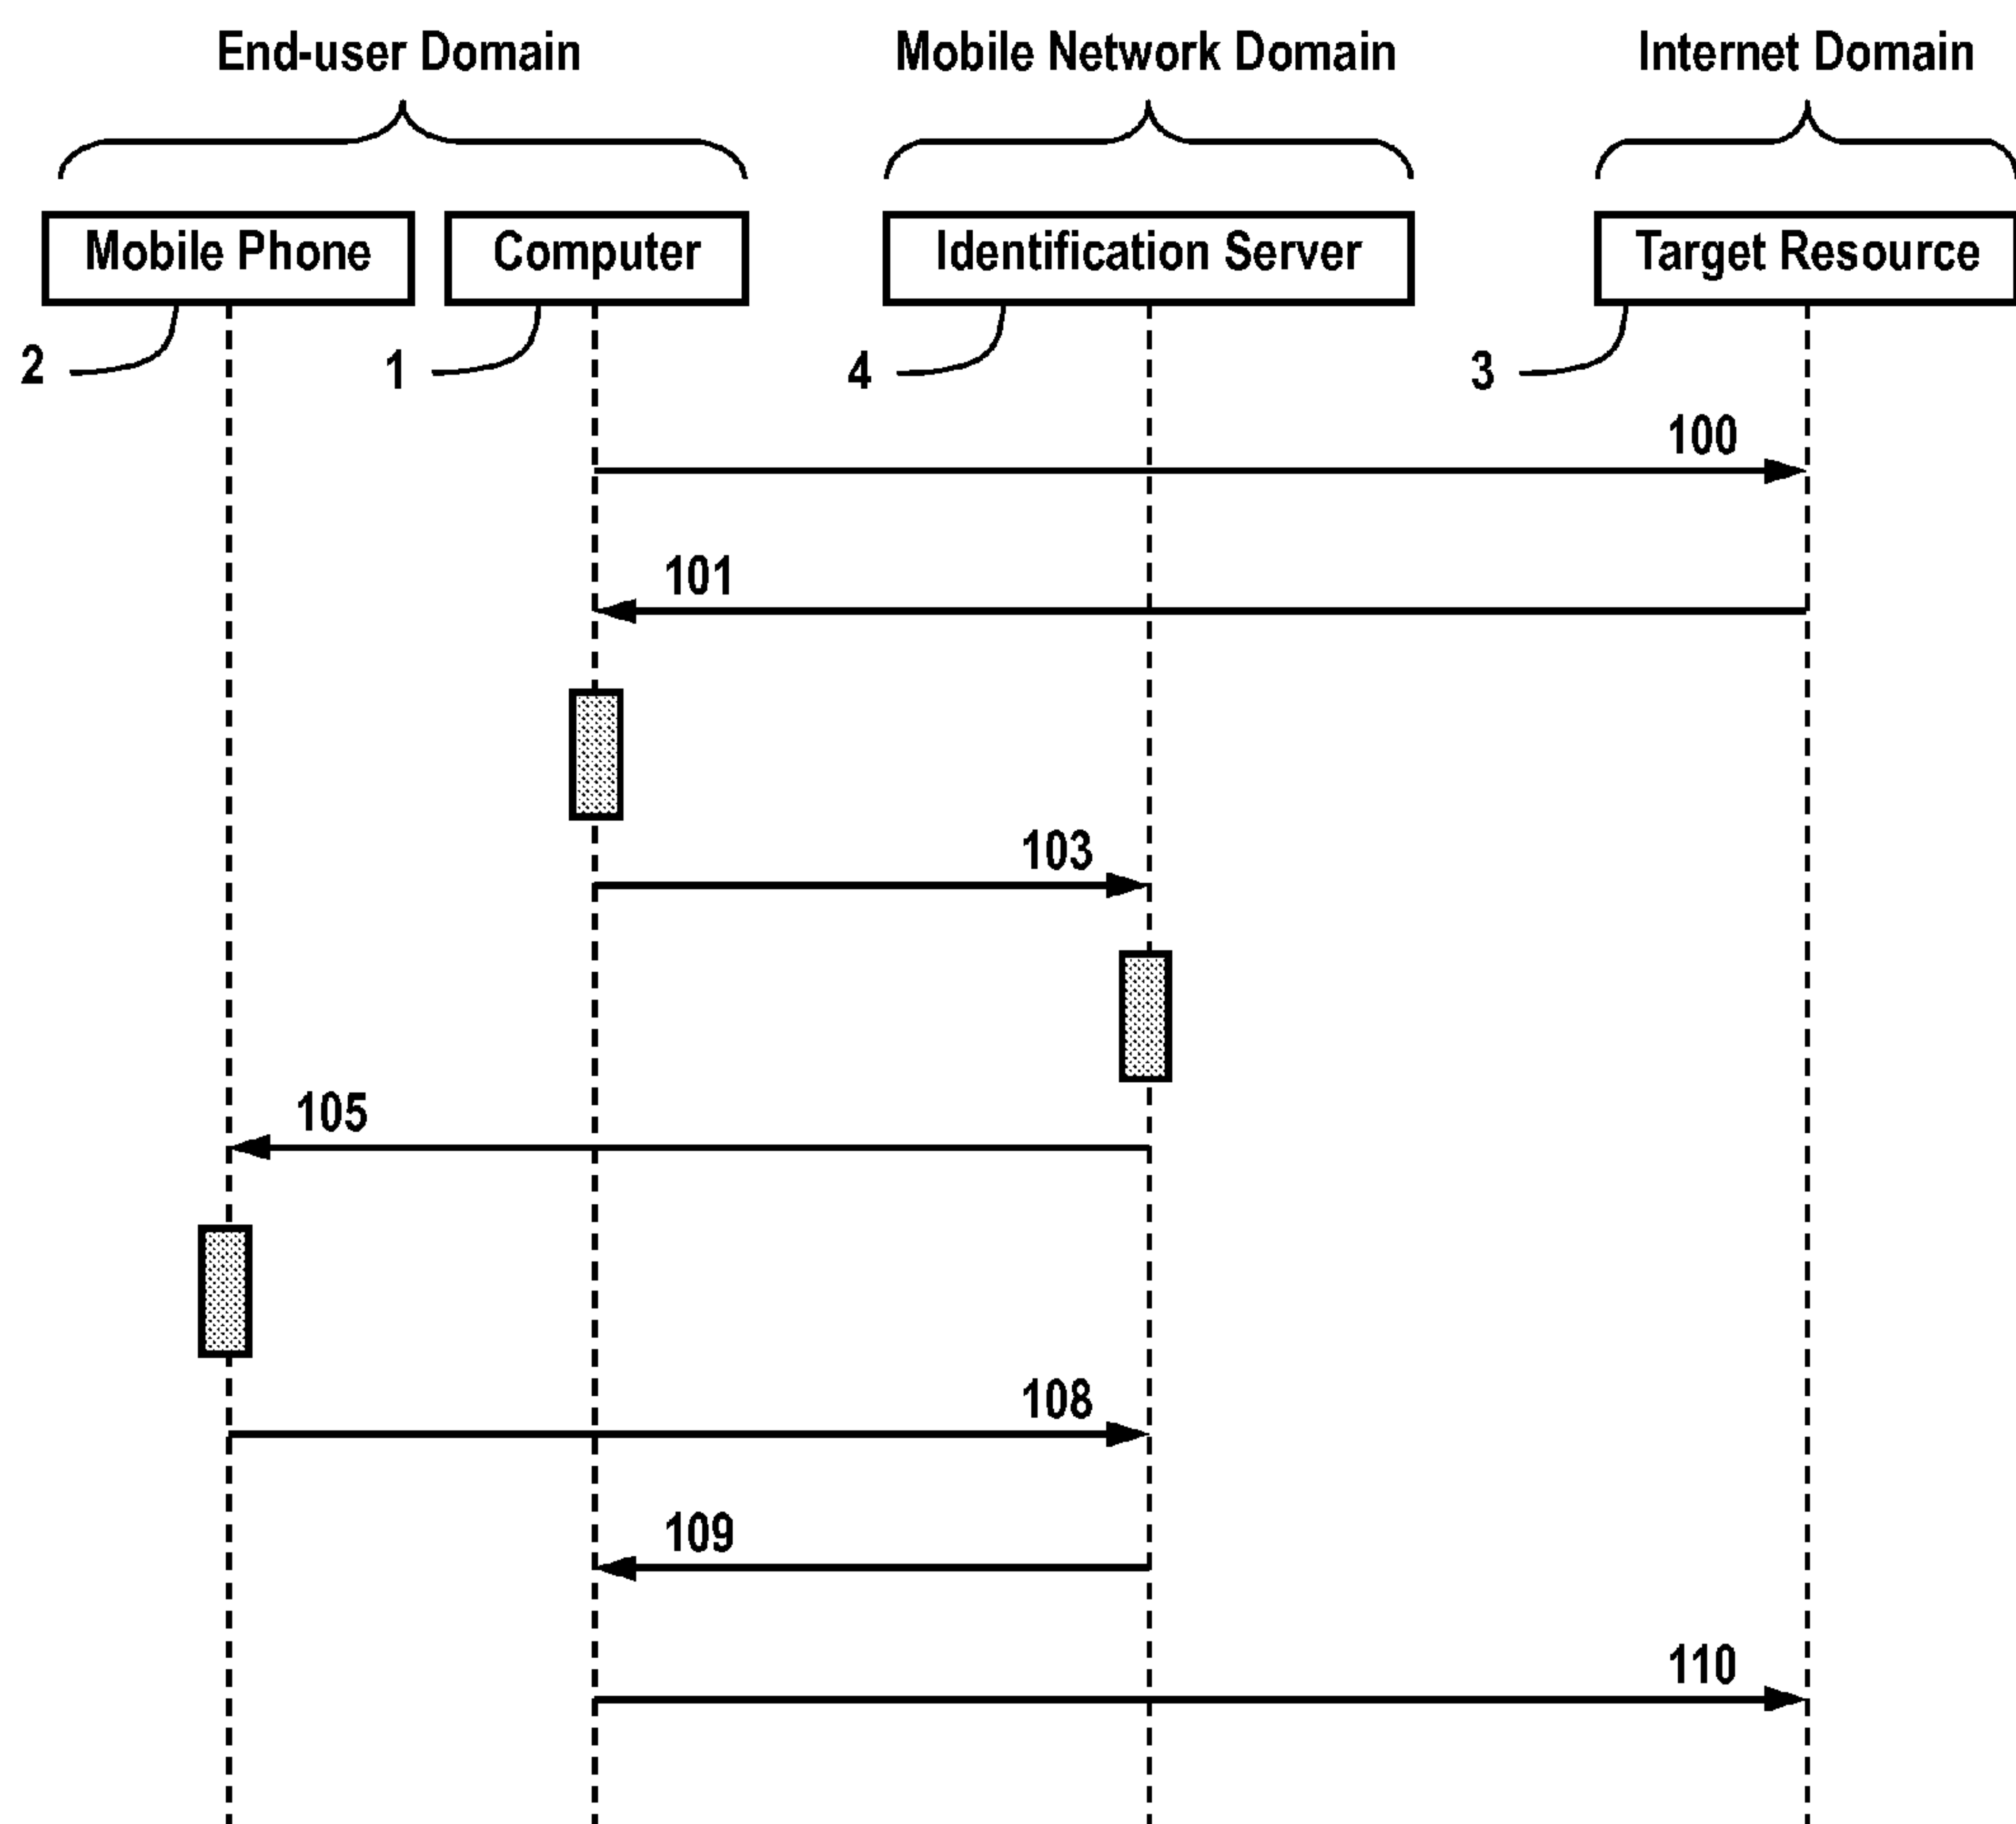 End-user Domain
Mobile Network Domain
Internet Domain
Mobile Phone
Computer
Identification Server
Target Resource
2
1
4
3
100
101
103
105
108
109
110